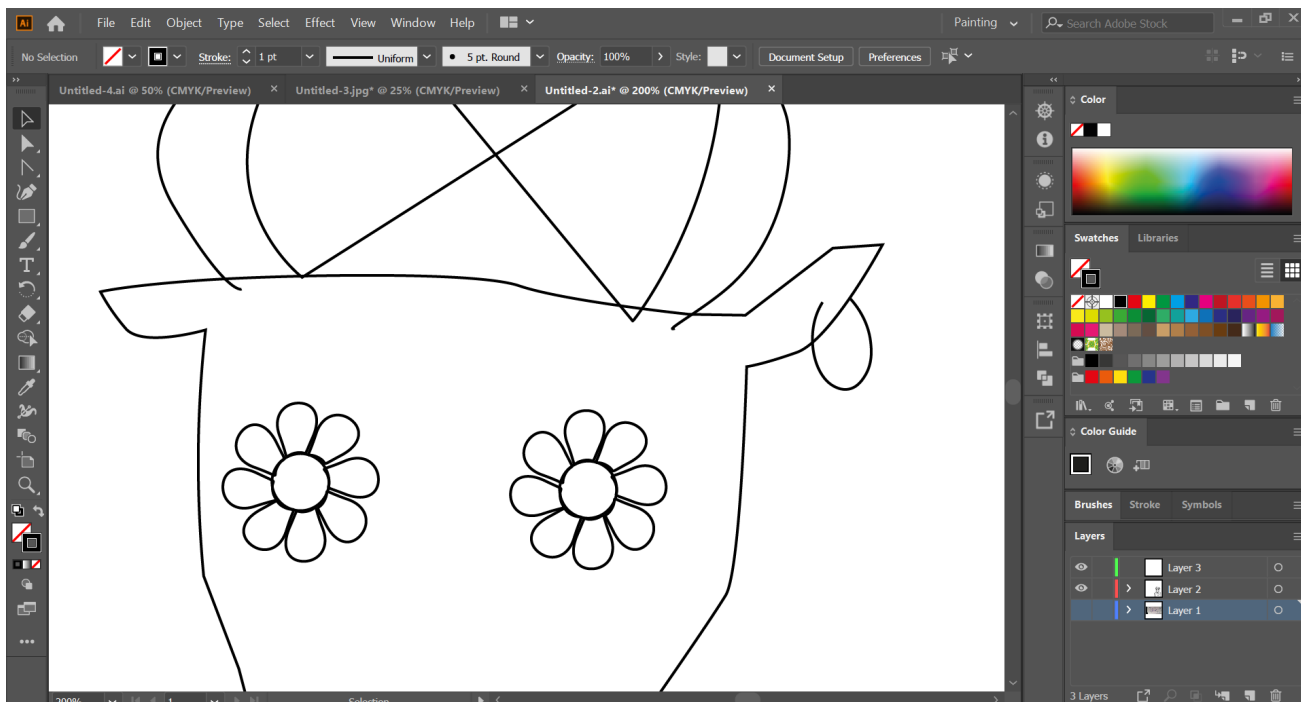 Ai File Edit Object Type Select Effect View Window Help Painting Search Adobe Stock
No Selection Stroke: 1 pt Uniform 5 pt. Round Opacity: 100% Style: Document Setup Preferences
Untitled-4.ai @ 50% (CMYK/Preview) × Untitled-3.jpg* @ 25% (CMYK/Preview) × Untitled-2.ai* @ 200% (CMYK/Preview) ×
Color
Swatches Libraries
Color Guide
Brushes Stroke Symbols
Layers
Layer 3
Layer 2
Layer 1
200% 1 Selection
3 Layers